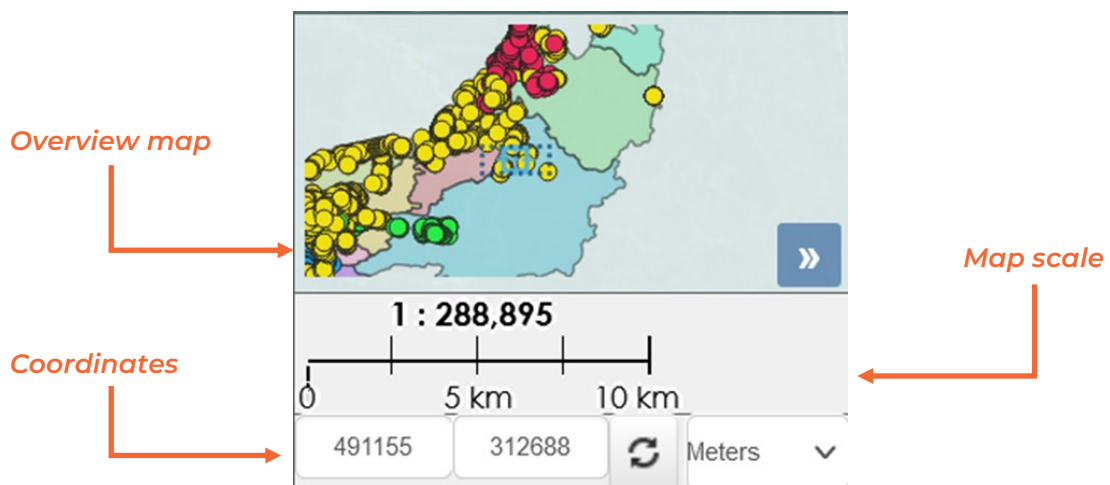 Overview map
»
Map scale
1 : 288,895
Coordinates
0 5 km 10 km
491155 312688 Meters